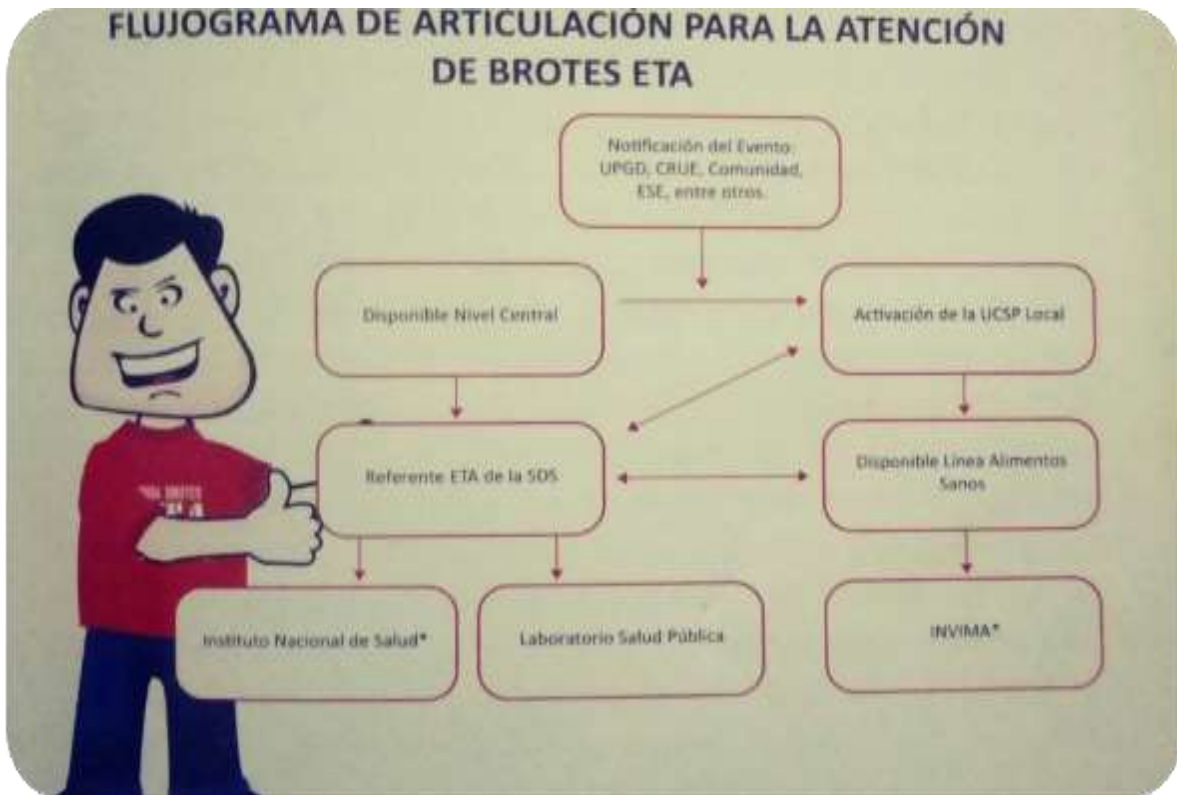 FLUJOGRAMA DE ARTICULACIÓN PARA LA ATENCIÓN
DE BROTES ETA
Notificación del Evento:
UPGD, CRUE, Comunidad,
ESE, entre otros.
Disponible Nivel Central
Activación de la UCSP Local
Referente ETA de la SDS
Disponible Línea Alimentos
Sanos
BROTES
Instituto Nacional de Salud*
Laboratorio Salud Pública
INVIMA*